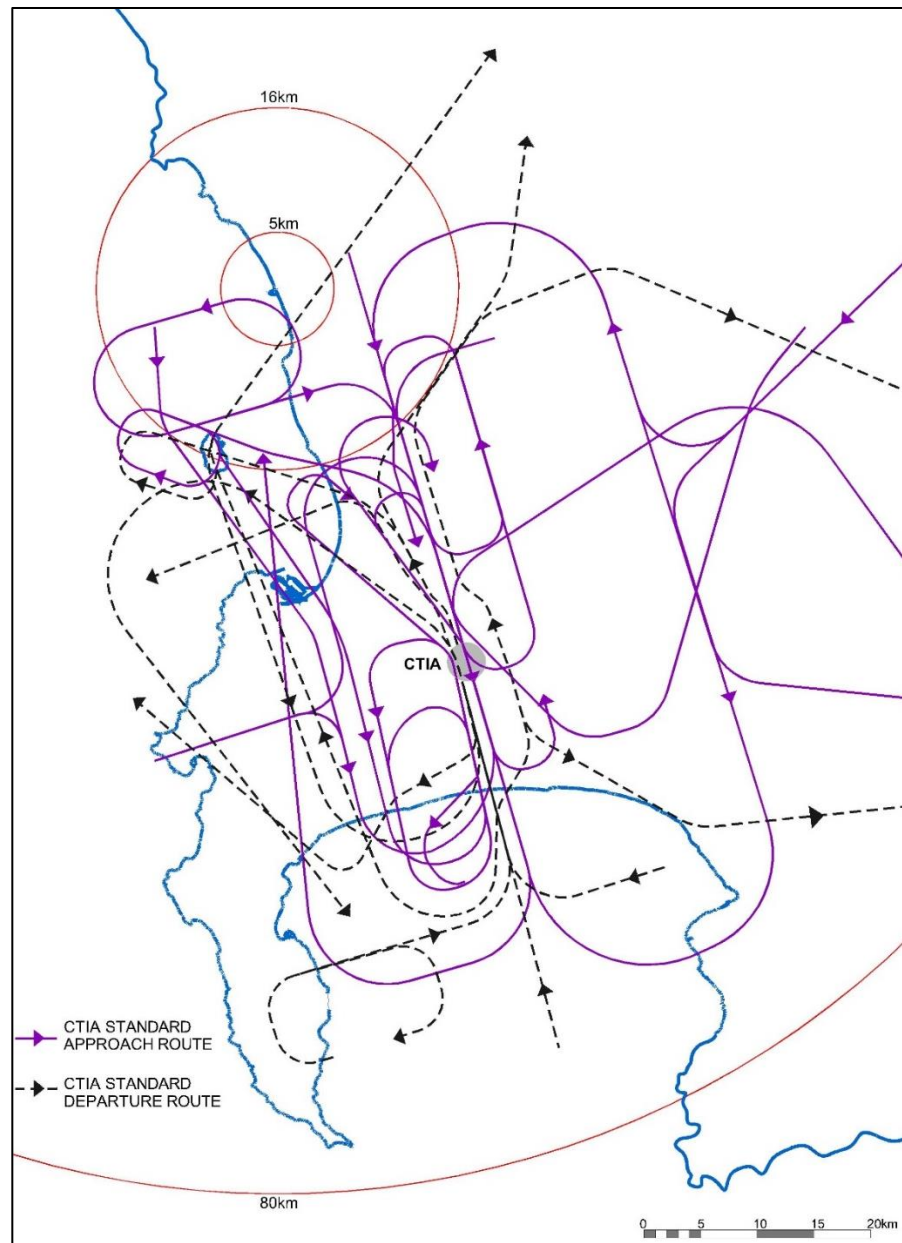 16km
5km
CTIA
CTIA STANDARD
APPROACH ROUTE
CTIA STANDARD
DEPARTURE ROUTE
80km
0 5 10 15 20km